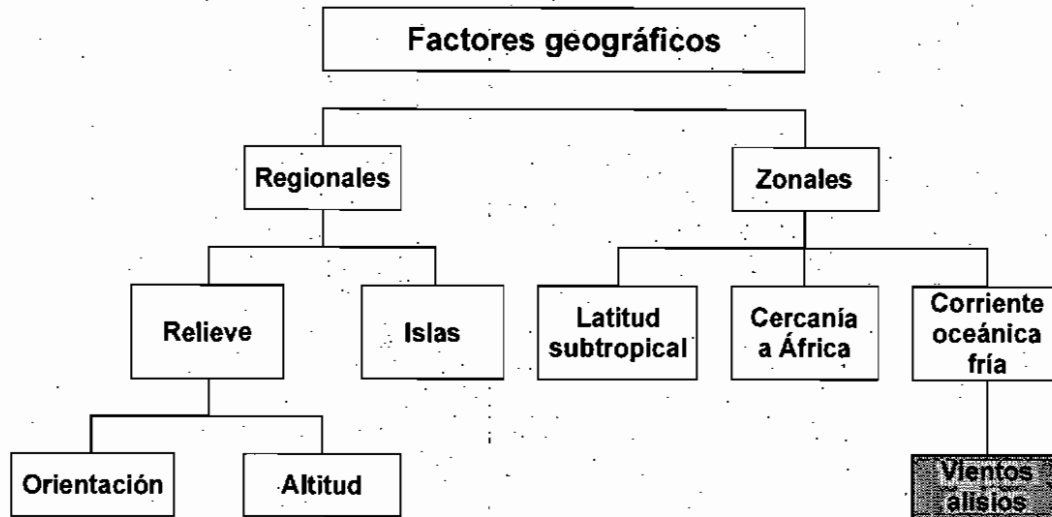 Factores geográficos
Regionales
Zonales
Relieve
Islas
Latitud
subtropical
Cercanía
a África
Corriente
oceánica
fría
Orientación
Altitud
Vientos
alisios